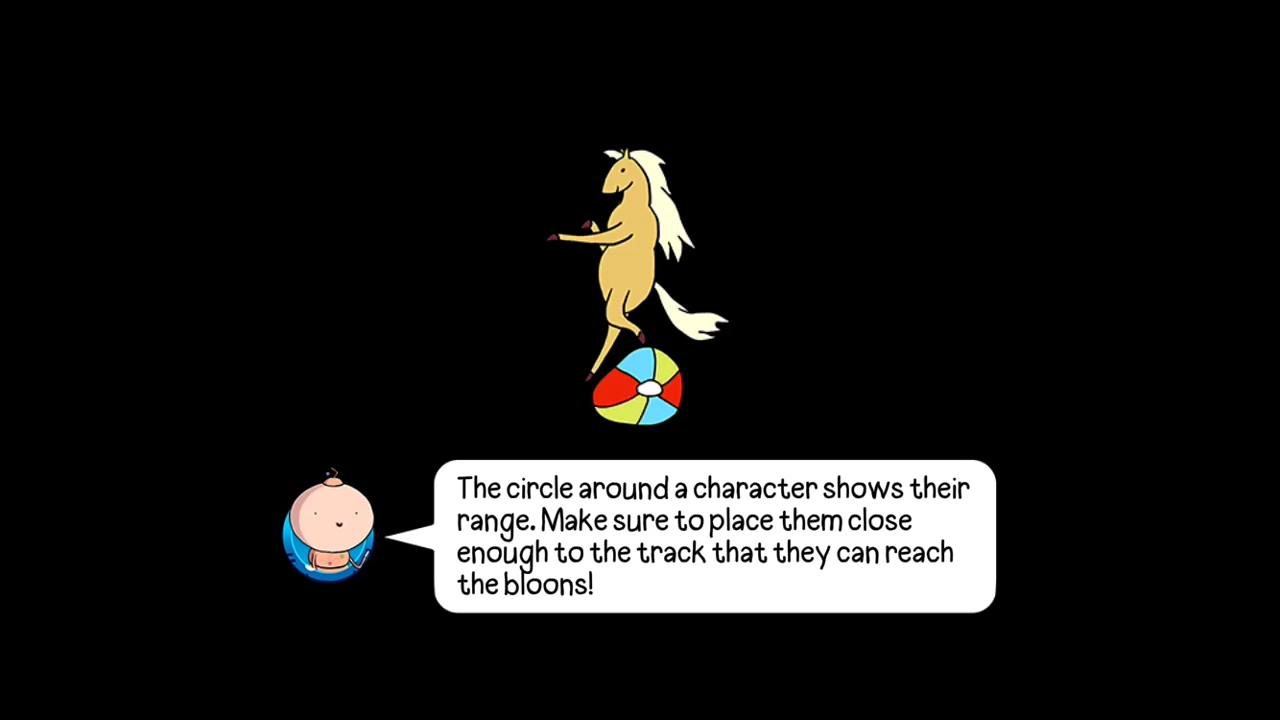 The circle around a character shows their
range. Make sure to place them close
enough to the track that they can reach
the bloons!